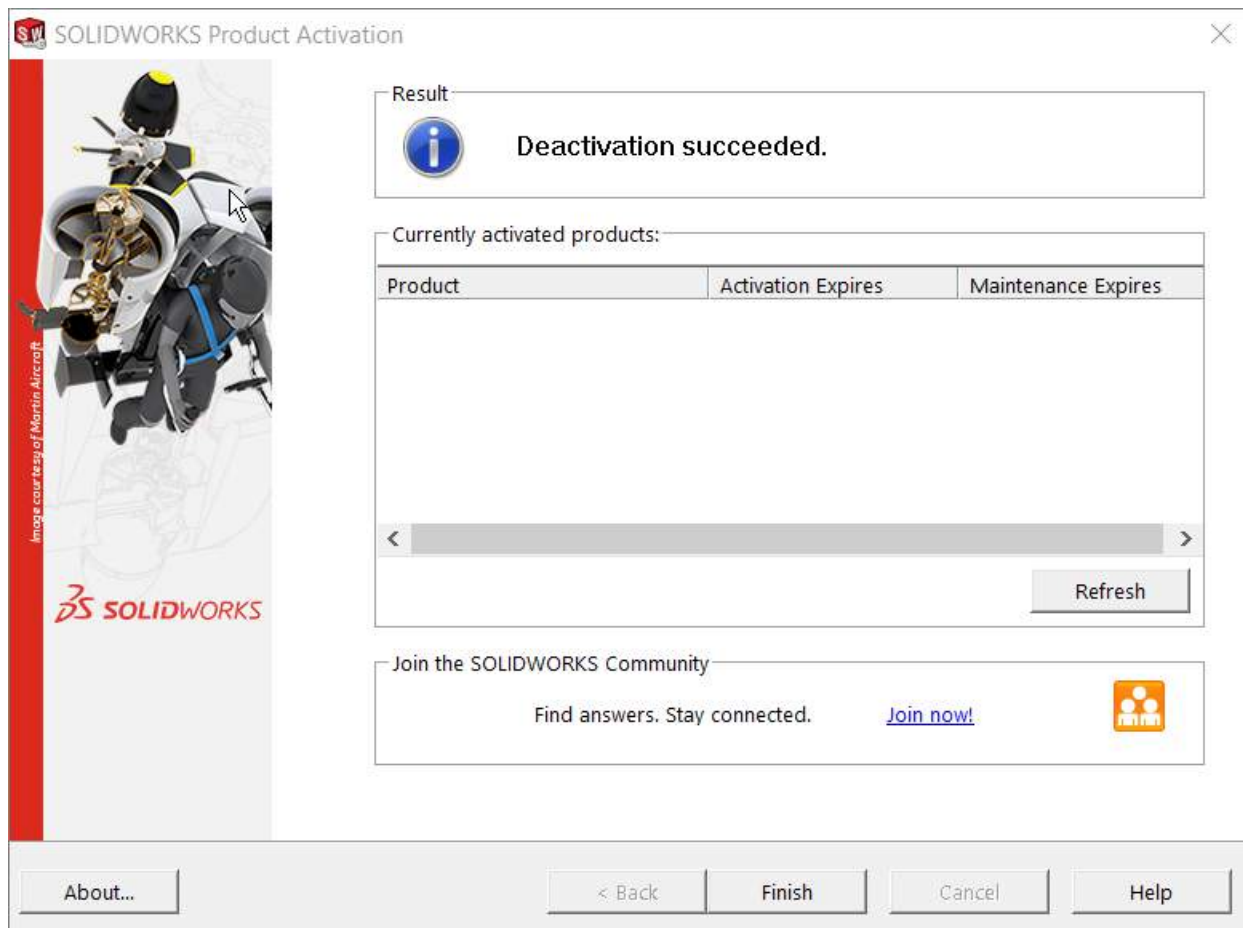 SOLIDWORKS Product Activation
Result
Deactivation succeeded.
Currently activated products:
Product Activation Expires Maintenance Expires
Refresh
Image courtesy of Martin Aircraft
SOLIDWORKS
Join the SOLIDWORKS Community
Find answers. Stay connected. Join now!
About... < Back Finish Cancel Help